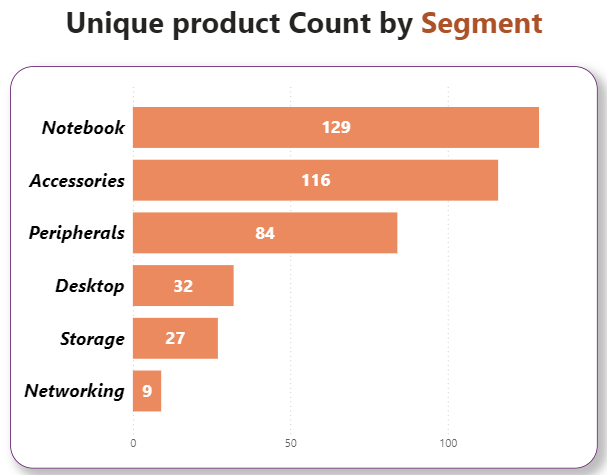 Unique product Count by Segment
Notebook 129
Accessories 116
Peripherals 84
Desktop 32
Storage 27
Networking 9
0 50 100